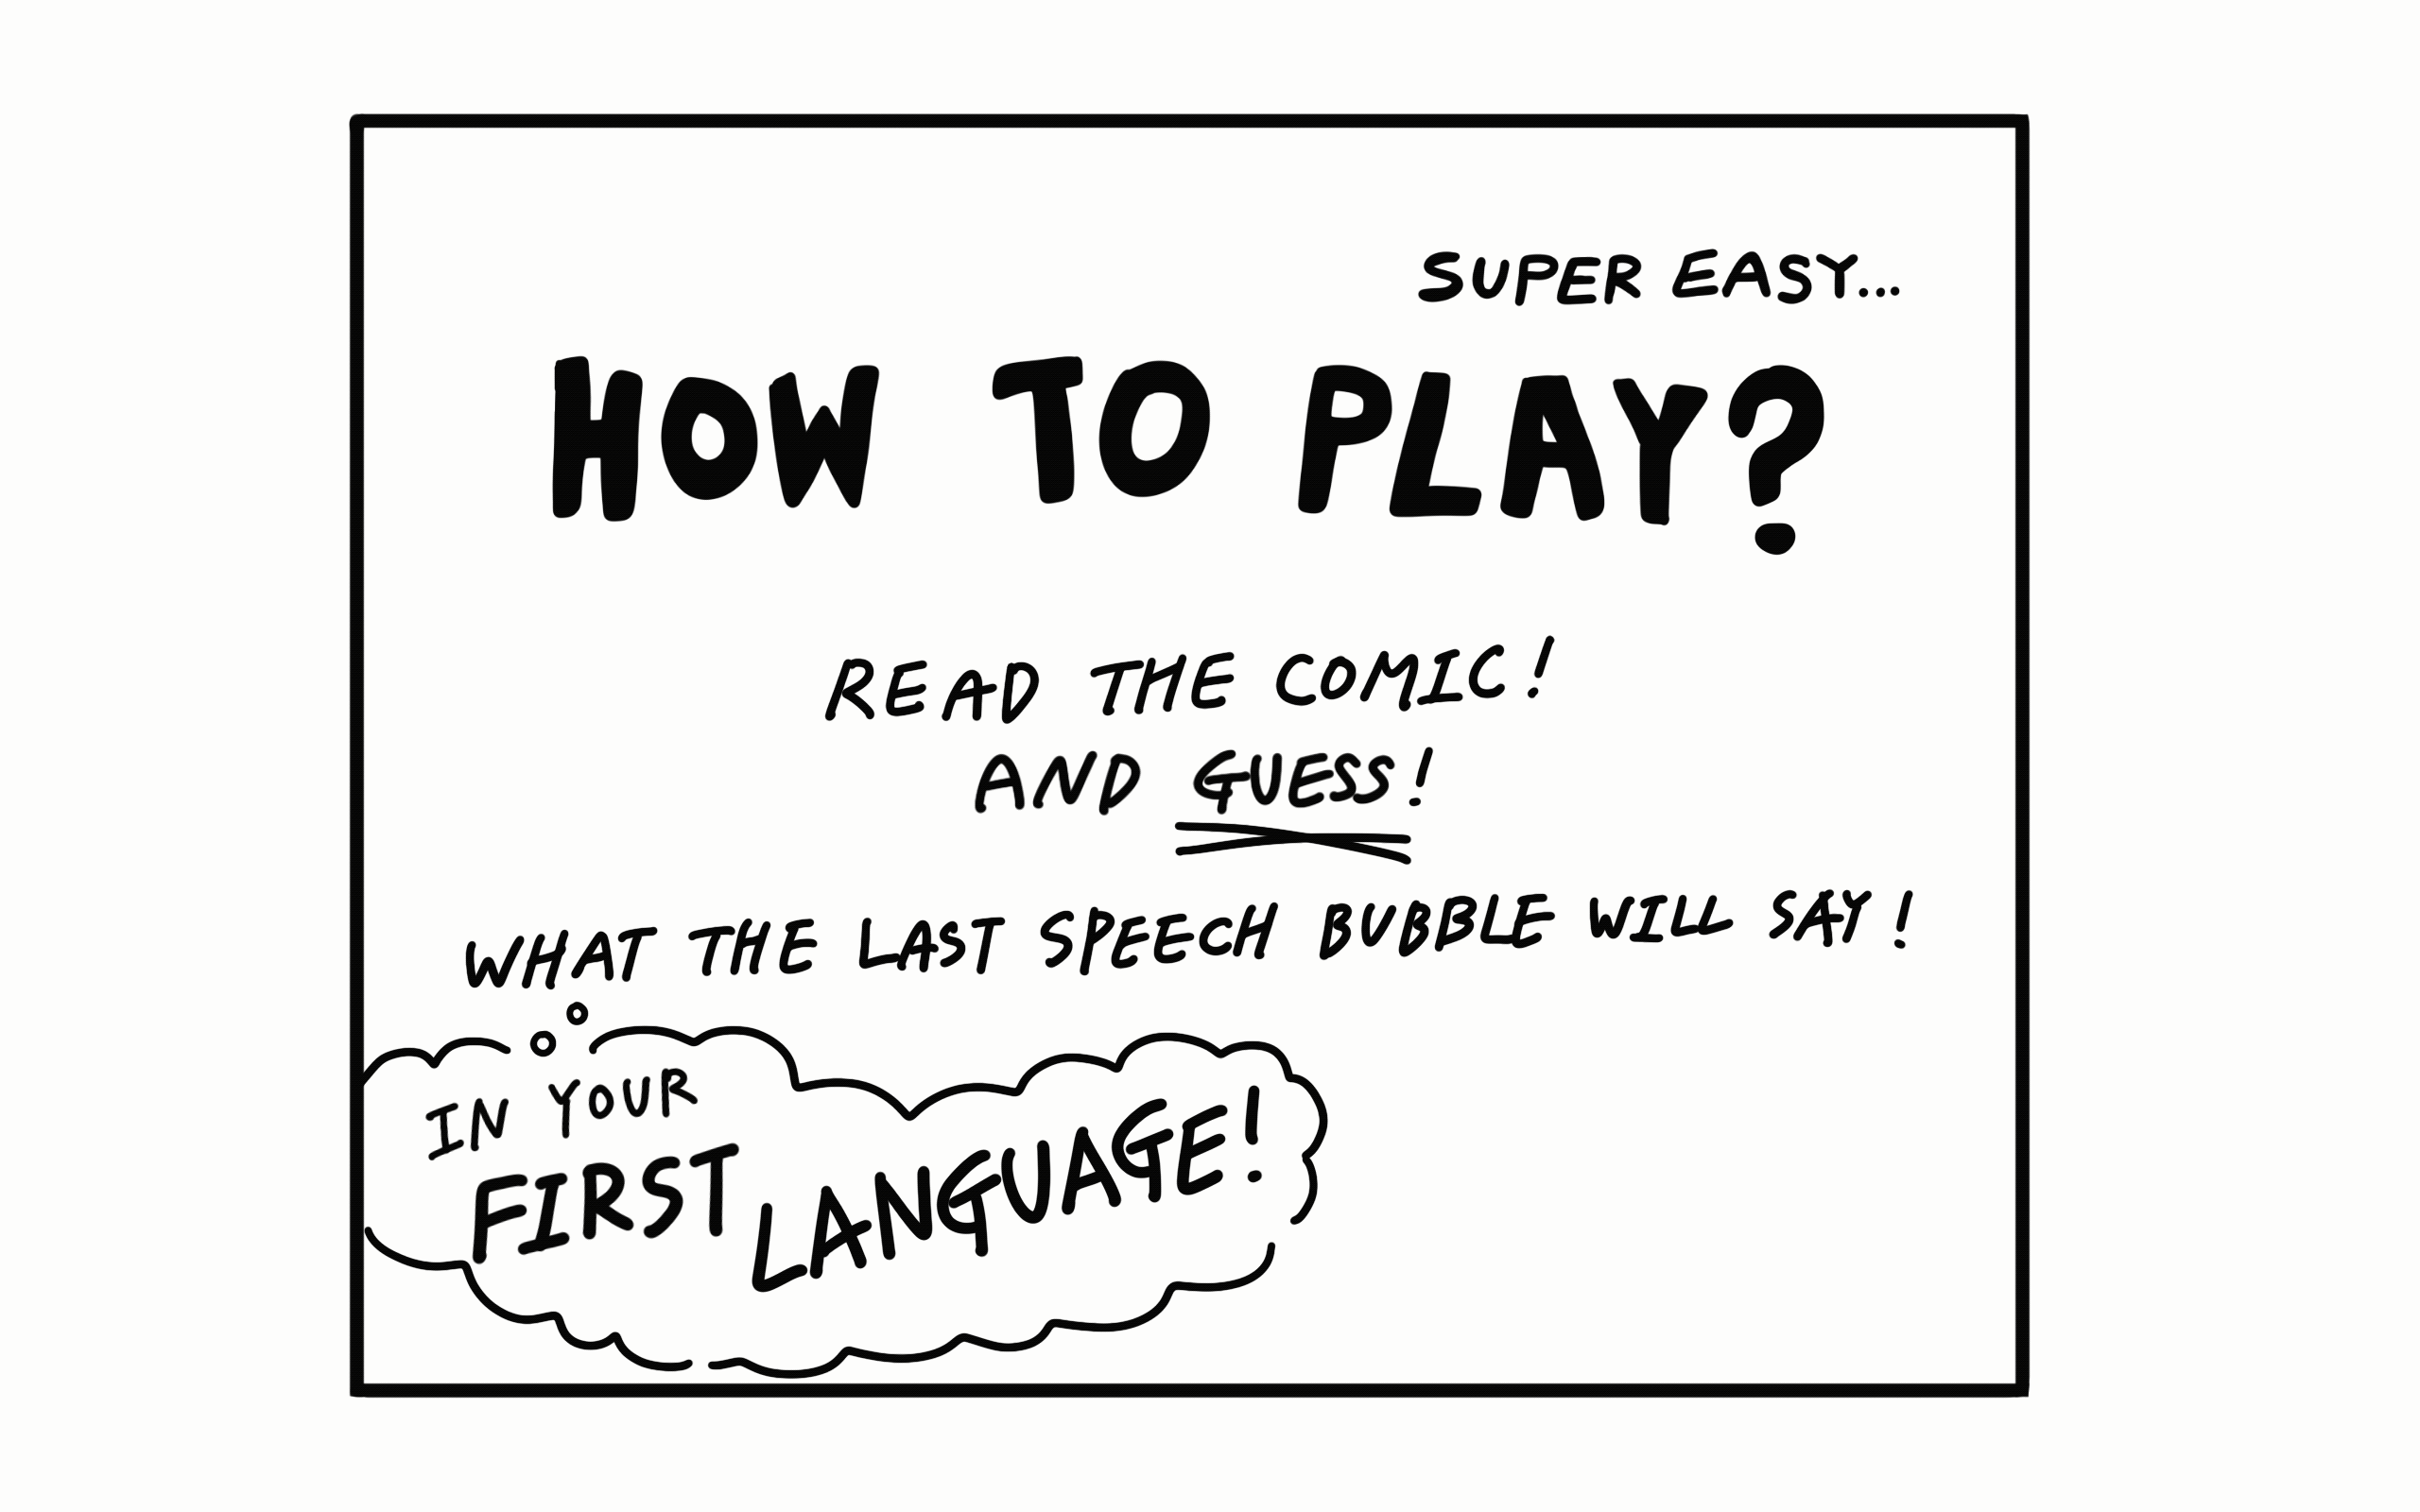 SUPER EASY...
HOW TO PLAY?
READ THE COMIC!
AND GUESS!
WHAT THE LAST SPEECH BUBBLE WILL SAY!
IN YOUR
FIRST LANGUAGE!